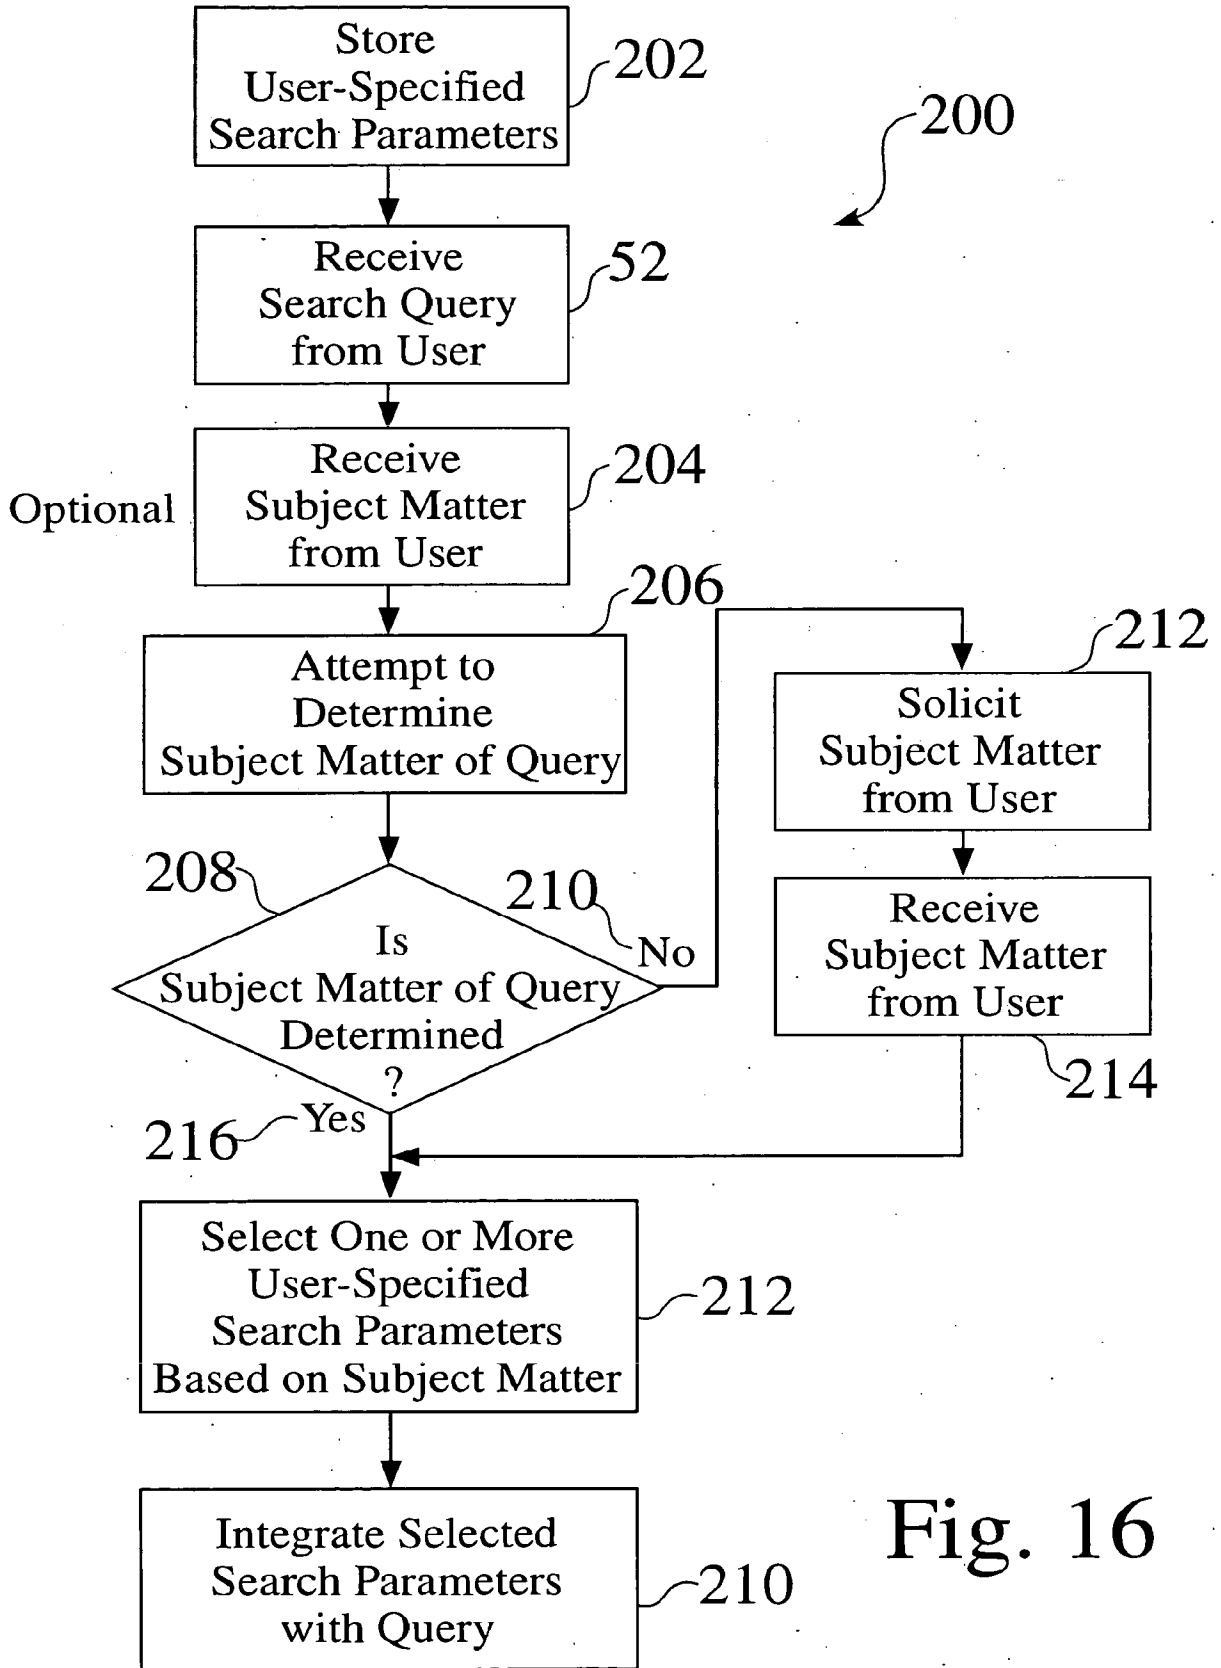 Store
User-Specified
Search Parameters
202
200
Receive
Search Query
from User
52
Optional
Receive
Subject Matter
from User
204
206
Attempt to
Determine
Subject Matter of Query
212
Solicit
Subject Matter
from User
208
210
Is
Subject Matter of Query
Determined
?
No
Receive
Subject Matter
from User
214
216
Yes
Select One or More
User-Specified
Search Parameters
Based on Subject Matter
212
Integrate Selected
Search Parameters
with Query
210
Fig. 16